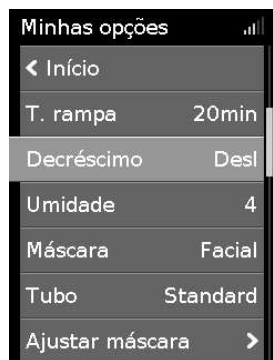 Minhas opções
< Início
T. rampa 20min
Decréscimo Desl
Umidade 4
Máscara Facial
Tubo Standard
Ajustar máscara >